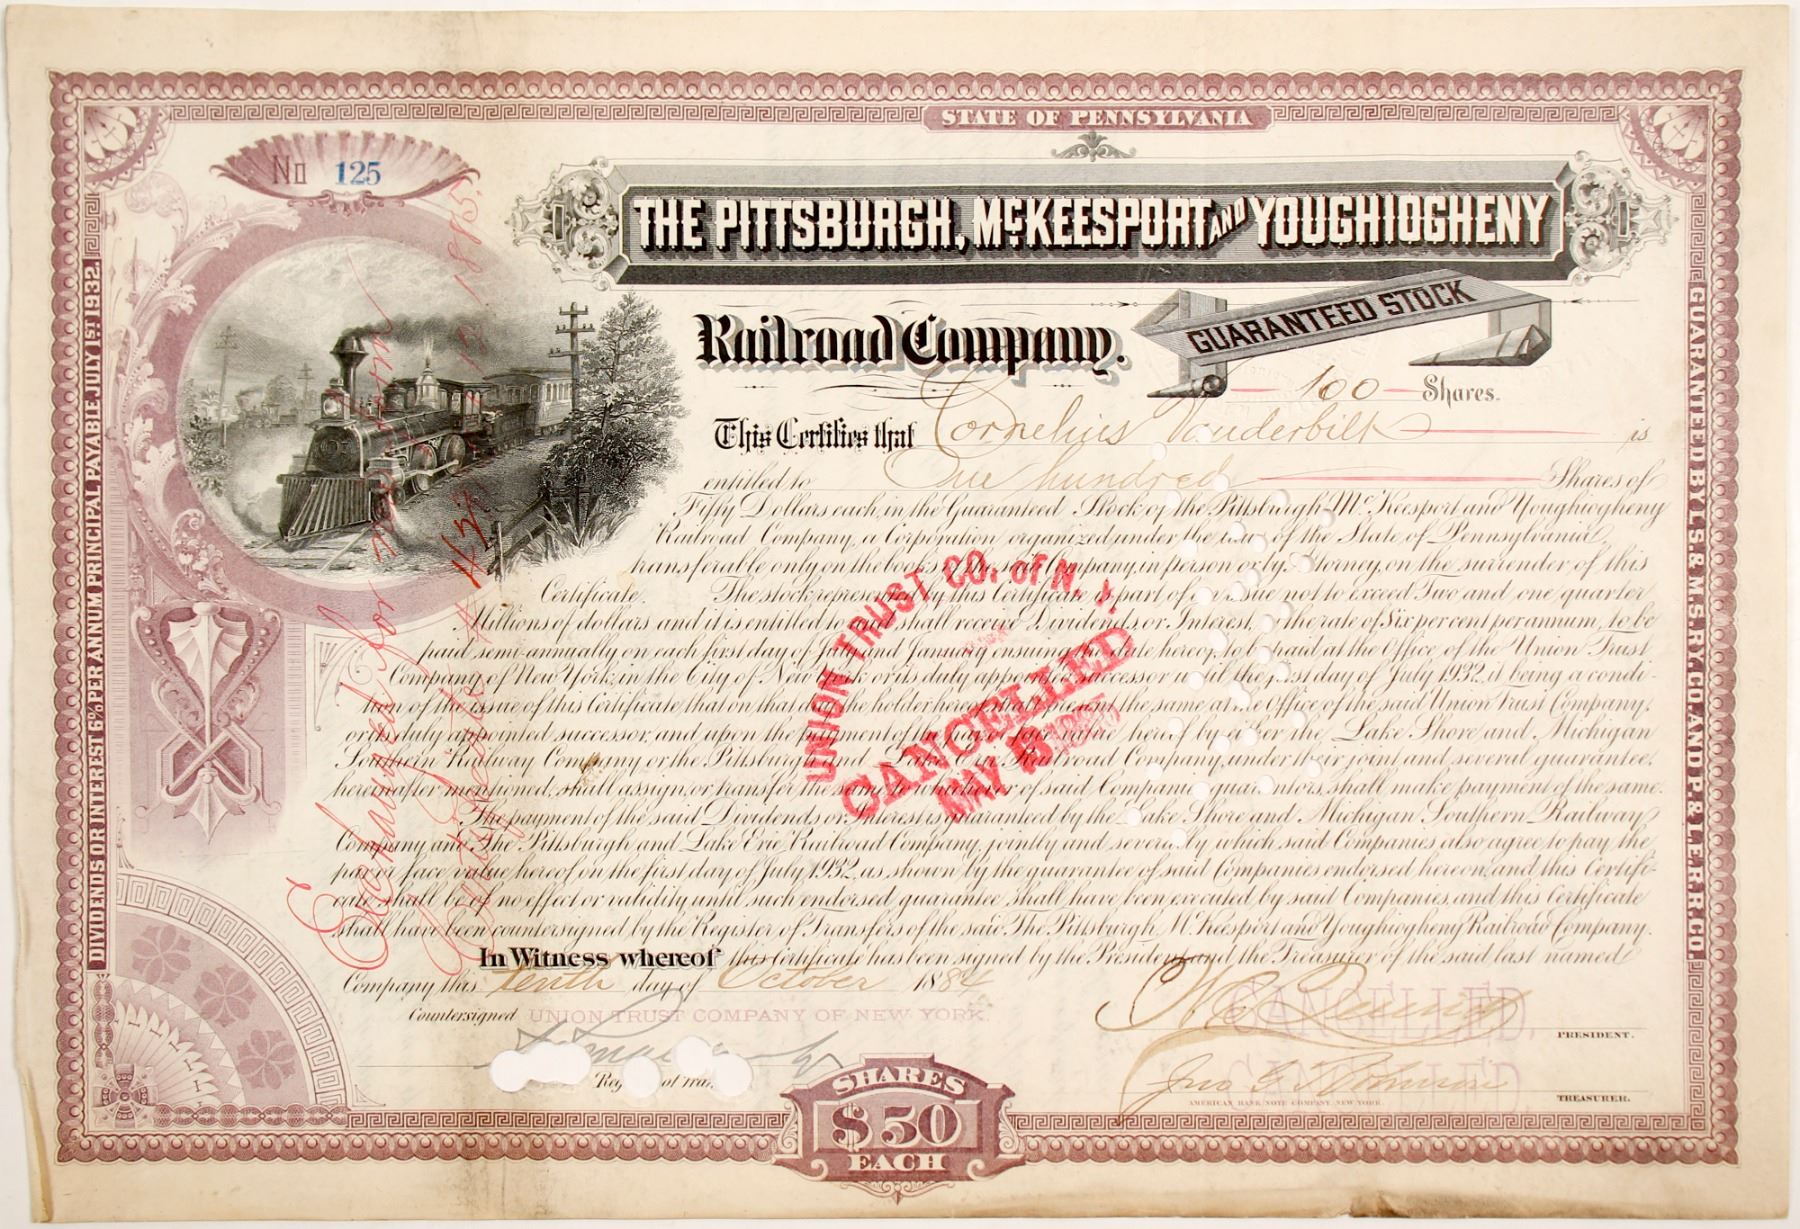 STATE OF PENNSYLVANIA
No 125
THE PITTSBURGH, McKEESPORT AND YOUGHIOGHENY
Railroad Company.
GUARANTEED STOCK
100 Shares.
This Certifies that Cornelius Vanderbilt is
entitled to One hundred Shares of
Fifty Dollars each, in the Guaranteed Stock of the Pittsburgh, McKeesport and Youghiogheny
Railroad Company, a Corporation organized under the laws of the State of Pennsylvania,
transferable only on the books of the said Company, in person or by Attorney, on the surrender of this
Certificate. The stock represented by this Certificate is part of an issue not to exceed Two and one quarter
Millions of dollars and it is entitled to and shall receive Dividends or Interest, at the rate of Six per cent per annum, to be
paid semi-annually on each first day of July and January ensuing the date hereof, to be paid at the Office of the Union Trust
Company of New York, in the City of New York or its duly appointed successor until the first day of July 1932, it being a condi-
tion of the issue of this Certificate that on that day the holder hereof shall present the same at the Office of the said Union Trust Company,
or its duly appointed successor, and upon the payment of the par or face value hereof by either the Lake Shore and Michigan
Southern Railway Company or the Pittsburgh and Lake Erie Railroad Company, under their joint and several guarantee,
hereinafter mentioned, shall assign, or transfer the same to whichever of said Companies guarantors, shall make payment of the same.
The payment of the said Dividends or Interest is guaranteed by the Lake Shore and Michigan Southern Railway
Company and The Pittsburgh and Lake Erie Railroad Company, jointly and severally, which said Companies also agree to pay the
par or face value hereof on the first day of July 1932, as shown by the guarantee of said Companies endorsed hereon, and this Certifi-
cate shall be of no effect or validity until such endorsed guarantee shall have been executed by said Companies, and this Certificate
shall have been countersigned by the Register of Transfers of the said The Pittsburgh, McKeesport and Youghiogheny Railroad Company.
In Witness whereof this Certificate has been signed by the President and the Treasurer of the said last named
Company this tenth day of October 1884
Countersigned UNION TRUST COMPANY OF NEW YORK.
PRESIDENT.
TREASURER.
AMERICAN BANK NOTE COMPANY, NEW YORK.
SHARES
$50
EACH
DIVIDENDS OR INTEREST 6% PER ANNUM PRINCIPAL PAYABLE JULY 1ST 1932.
GUARANTEED BY L.S. & M.S. RY. CO. AND P. & L.E. R.R. CO.
UNION TRUST CO. OF N.Y.
CANCELLED
MAY
CANCELLED.
CANCELLED.
Exchanged for
Certificate
1885.